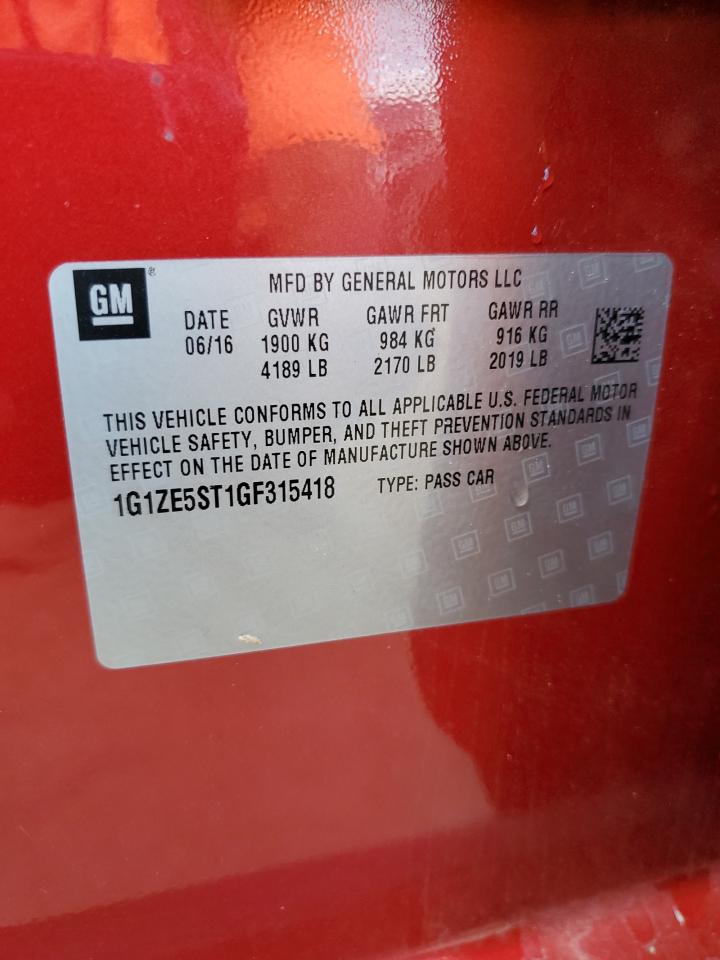 GM®
MFD BY GENERAL MOTORS LLC
DATE GVWR GAWR FRT GAWR RR
06/16 1900 KG 984 KG 916 KG
4189 LB 2170 LB 2019 LB
THIS VEHICLE CONFORMS TO ALL APPLICABLE U.S. FEDERAL MOTOR
VEHICLE SAFETY, BUMPER, AND THEFT PREVENTION STANDARDS IN
EFFECT ON THE DATE OF MANUFACTURE SHOWN ABOVE.
1G1ZE5ST1GF315418 TYPE: PASS CAR